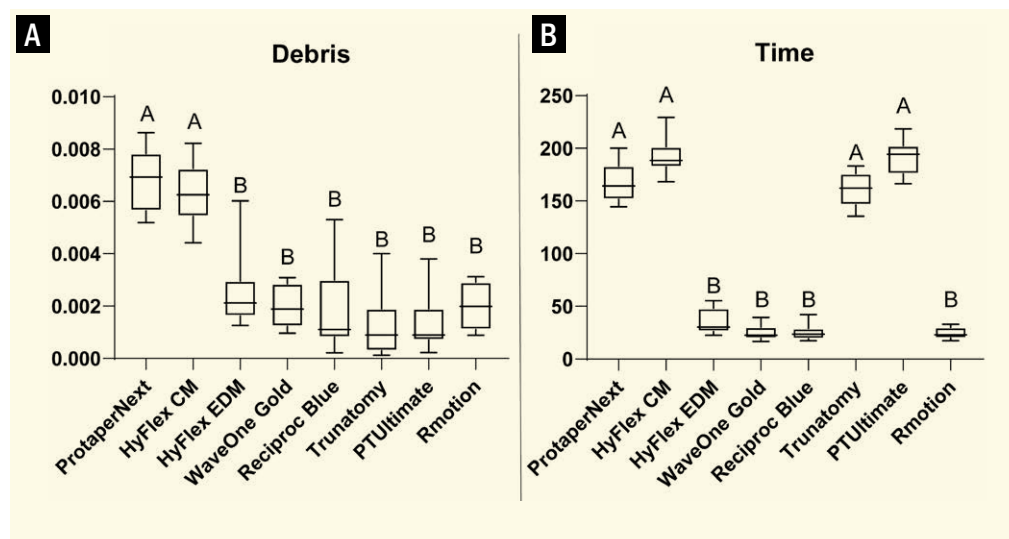 A
Debris
0.010
0.008
0.006
0.004
0.002
0.000
A
A
B
B
B
B
B
B
ProtaperNext
HyFlex CM
HyFlex EDM
WaveOne Gold
Reciproc Blue
Trunatomy
PTUltimate
Rmotion
B
Time
250
200
150
100
50
0
A
A
B
B
B
A
A
B
ProtaperNext
HyFlex CM
HyFlex EDM
WaveOne Gold
Reciproc Blue
Trunatomy
PTUltimate
Rmotion